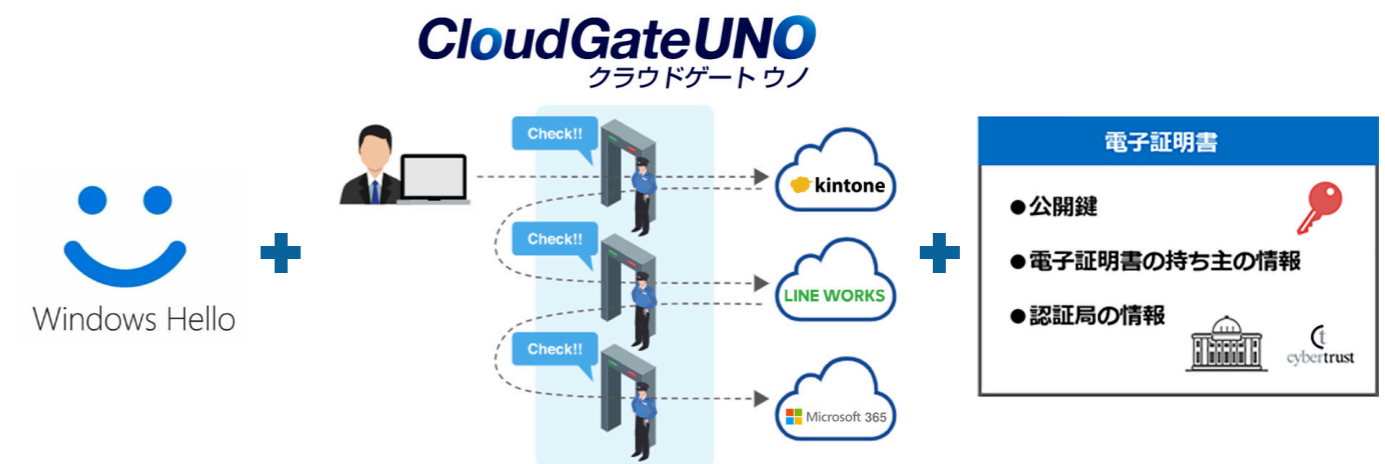 CloudGateUNO
クラウドゲート ウノ
Windows Hello
Check!!
kintone
Check!!
LINE WORKS
Check!!
Microsoft 365
電子証明書
●公開鍵
●電子証明書の持ち主の情報
●認証局の情報
ct
cybertrust